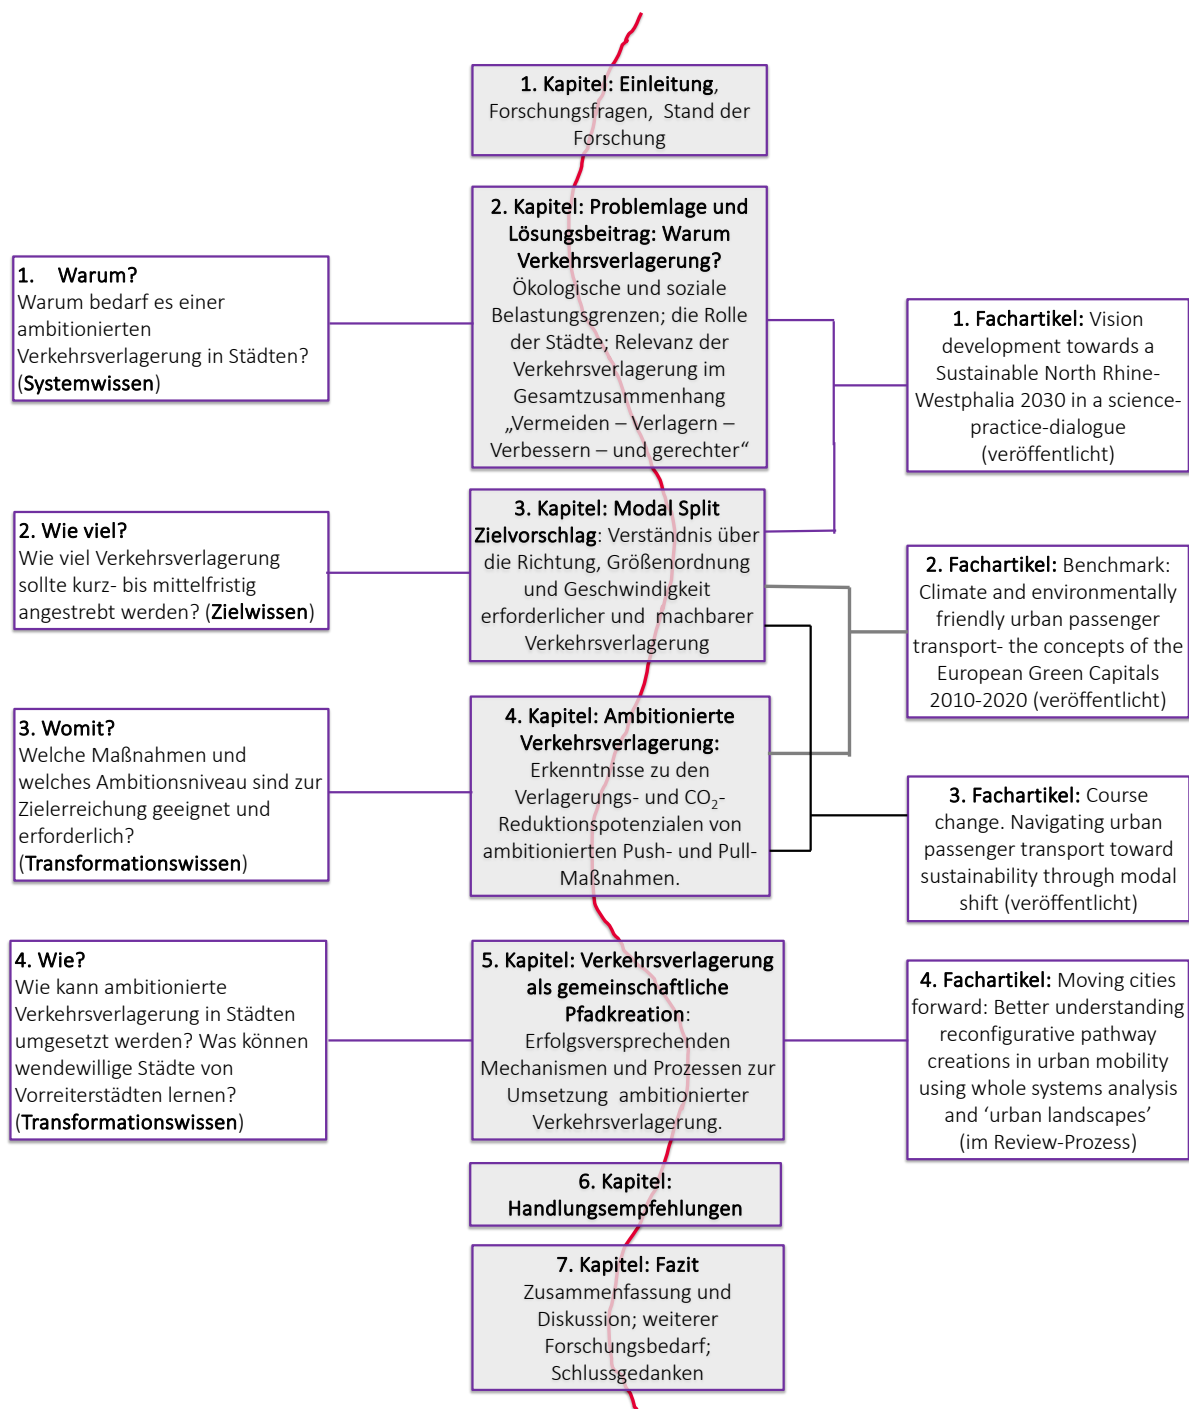 1. Kapitel: Einleitung,
Forschungsfragen, Stand der
Forschung
2. Kapitel: Problemlage und
Lösungsbeitrag: Warum
Verkehrsverlagerung?
Ökologische und soziale
Belastungsgrenzen; die Rolle
der Städte; Relevanz der
Verkehrsverlagerung im
Gesamtzusammenhang
„Vermeiden – Verlagern –
Verbessern – und gerechter“
1. Warum?
Warum bedarf es einer
ambitionierten
Verkehrsverlagerung in Städten?
(Systemwissen)
1. Fachartikel: Vision
development towards a
Sustainable North Rhine-
Westphalia 2030 in a science-
practice-dialogue
(veröffentlicht)
3. Kapitel: Modal Split
Zielvorschlag: Verständnis über
die Richtung, Größenordnung
und Geschwindigkeit
erforderlicher und machbarer
Verkehrsverlagerung
2. Wie viel?
Wie viel Verkehrsverlagerung
sollte kurz- bis mittelfristig
angestrebt werden? (Zielwissen)
2. Fachartikel: Benchmark:
Climate and environmentally
friendly urban passenger
transport- the concepts of the
European Green Capitals
2010-2020 (veröffentlicht)
4. Kapitel: Ambitionierte
Verkehrsverlagerung:
Erkenntnisse zu den
Verlagerungs- und CO₂-
Reduktionspotenzialen von
ambitionierten Push- und Pull-
Maßnahmen.
3. Womit?
Welche Maßnahmen und
welches Ambitionsniveau sind zur
Zielerreichung geeignet und
erforderlich?
(Transformationswissen)
3. Fachartikel: Course
change. Navigating urban
passenger transport toward
sustainability through modal
shift (veröffentlicht)
5. Kapitel: Verkehrsverlagerung
als gemeinschaftliche
Pfadkreation:
Erfolgsversprechenden
Mechanismen und Prozessen zur
Umsetzung ambitionierter
Verkehrsverlagerung.
4. Wie?
Wie kann ambitionierte
Verkehrsverlagerung in Städten
umgesetzt werden? Was können
wendewillige Städte von
Vorreiterstädten lernen?
(Transformationswissen)
4. Fachartikel: Moving cities
forward: Better understanding
reconfigurative pathway
creations in urban mobility
using whole systems analysis
and ‘urban landscapes’
(im Review-Prozess)
6. Kapitel:
Handlungsempfehlungen
7. Kapitel: Fazit
Zusammenfassung und
Diskussion; weiterer
Forschungsbedarf;
Schlussgedanken